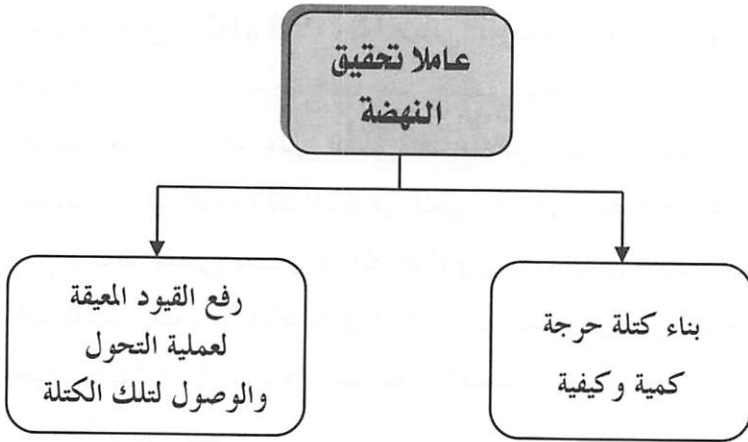 عاملا تحقيق
النهضة
بناء كتلة حرجة
كمية وكيفية
رفع القيود المعيقة
لعملية التحول
والوصول لتلك الكتلة